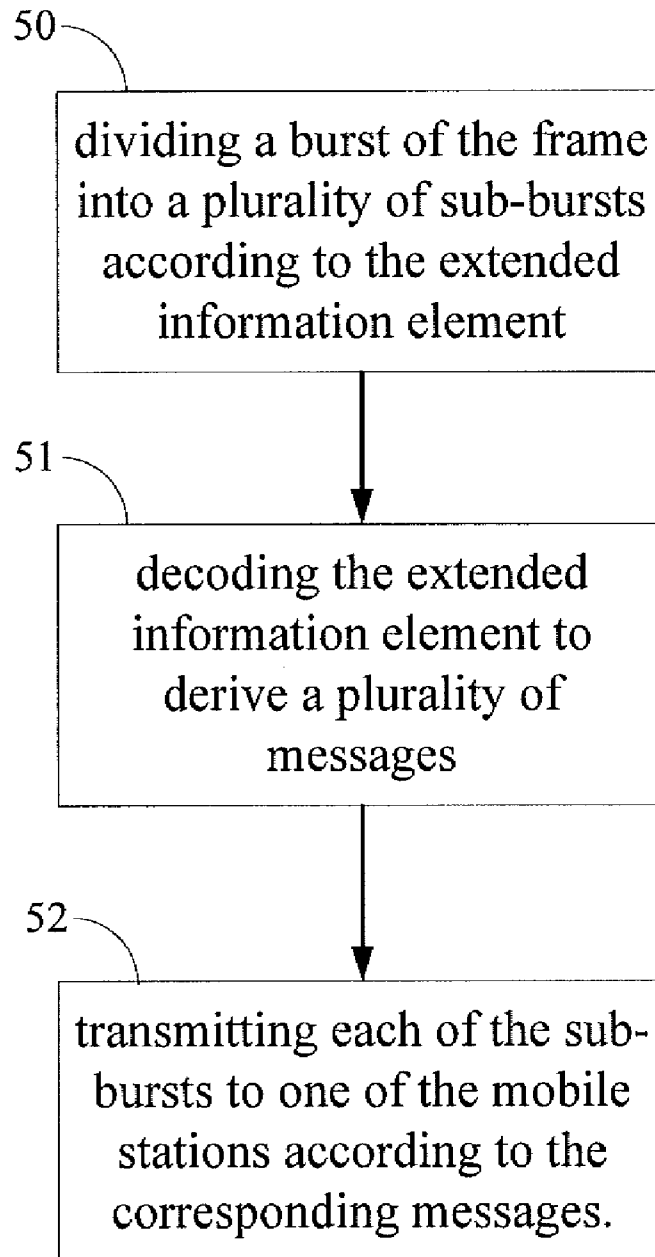 50
dividing a burst of the frame
into a plurality of sub-bursts
according to the extended
information element
51
decoding the extended
information element to
derive a plurality of
messages
52
transmitting each of the sub-
bursts to one of the mobile
stations according to the
corresponding messages.